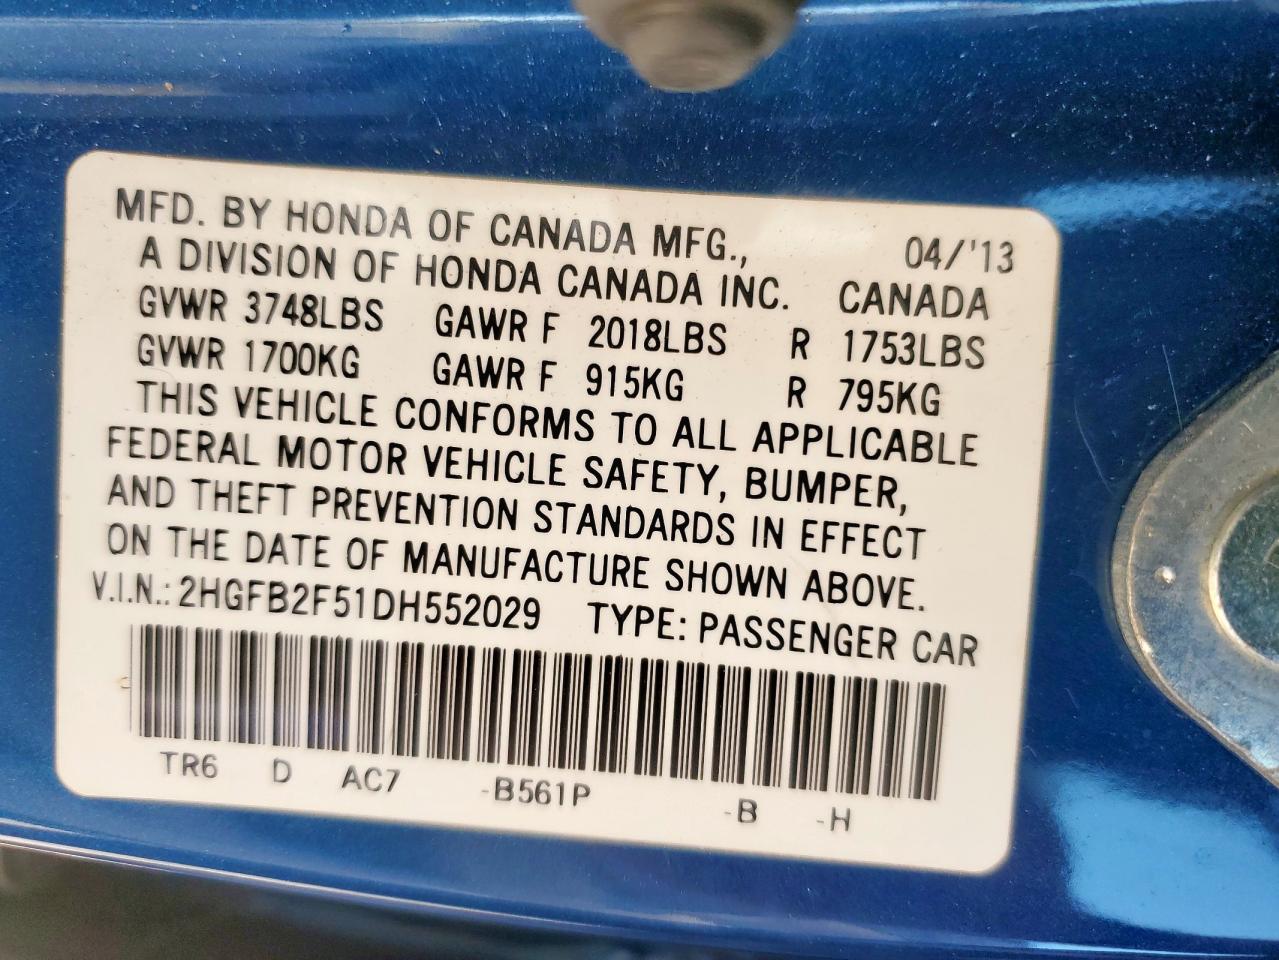 MFD. BY HONDA OF CANADA MFG., 04/'13
A DIVISION OF HONDA CANADA INC. CANADA
GVWR 3748LBS GAWR F 2018LBS R 1753LBS
GVWR 1700KG GAWR F 915KG R 795KG
THIS VEHICLE CONFORMS TO ALL APPLICABLE
FEDERAL MOTOR VEHICLE SAFETY, BUMPER,
AND THEFT PREVENTION STANDARDS IN EFFECT
ON THE DATE OF MANUFACTURE SHOWN ABOVE.
V.I.N.: 2HGFB2F51DH552029 TYPE: PASSENGER CAR
TR6 D AC7 -B561P -B -H